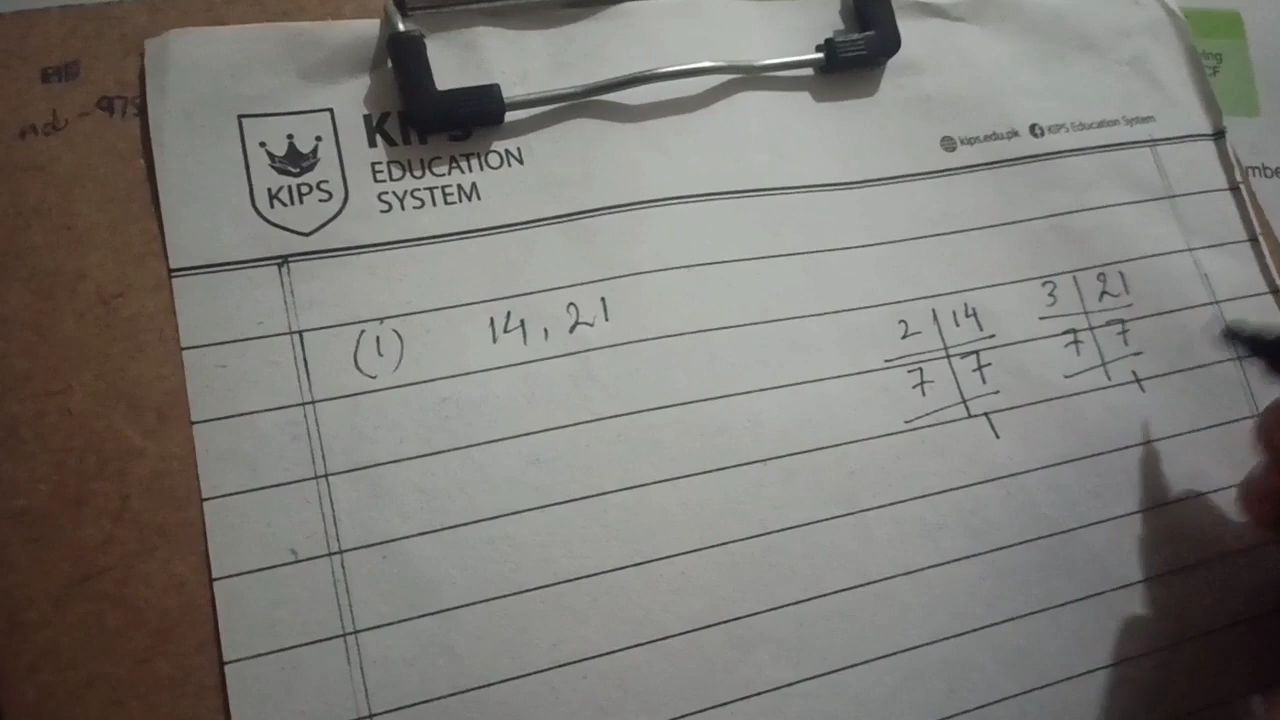 KIPS
EDUCATION
SYSTEM
KIPS
kips.edu.pk KIPS Education System
(i) 14, 21
2 | 14
7 | 7
1
3 | 21
7 | 7
1